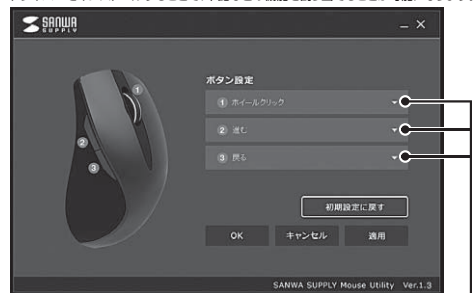 SANWA
SUPPLY
ボタン設定
① ホイールクリック
② 進む
③ 戻る
①
②
③
初期設定に戻す
OK キャンセル 適用
SANWA SUPPLY Mouse Utility Ver.1.3